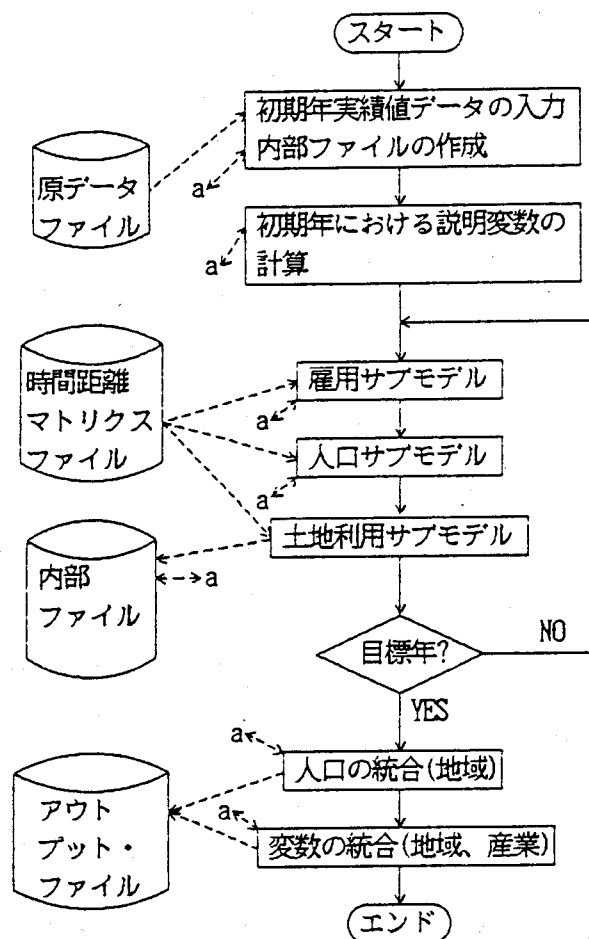 スタート
初期年実績値データの入力
内部ファイルの作成
原データ
ファイル
a
初期年における説明変数の
計算
a
時間距離
マトリクス
ファイル
雇用サブモデル
a
人口サブモデル
a
土地利用サブモデル
内部
ファイル
a
目標年?
NO
YES
a
人口の統合(地域)
アウト
プット・
ファイル
a
変数の統合(地域、産業)
エンド